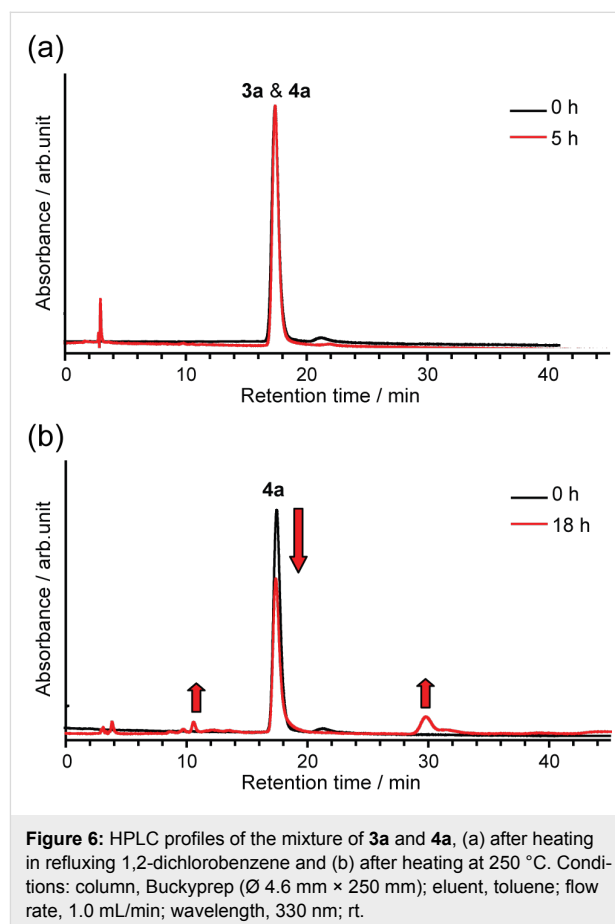 (a)
3a & 4a
0 h
5 h
Absorbance / arb.unit
0 10 20 30 40
Retention time / min
(b)
4a
0 h
18 h
Absorbance / arb.unit
0 10 20 30 40
Retention time / min
Figure 6: HPLC profiles of the mixture of 3a and 4a, (a) after heating
in refluxing 1,2-dichlorobenzene and (b) after heating at 250 °C. Condi-
tions: column, Buckyprep (Ø 4.6 mm × 250 mm); eluent, toluene; flow
rate, 1.0 mL/min; wavelength, 330 nm; rt.